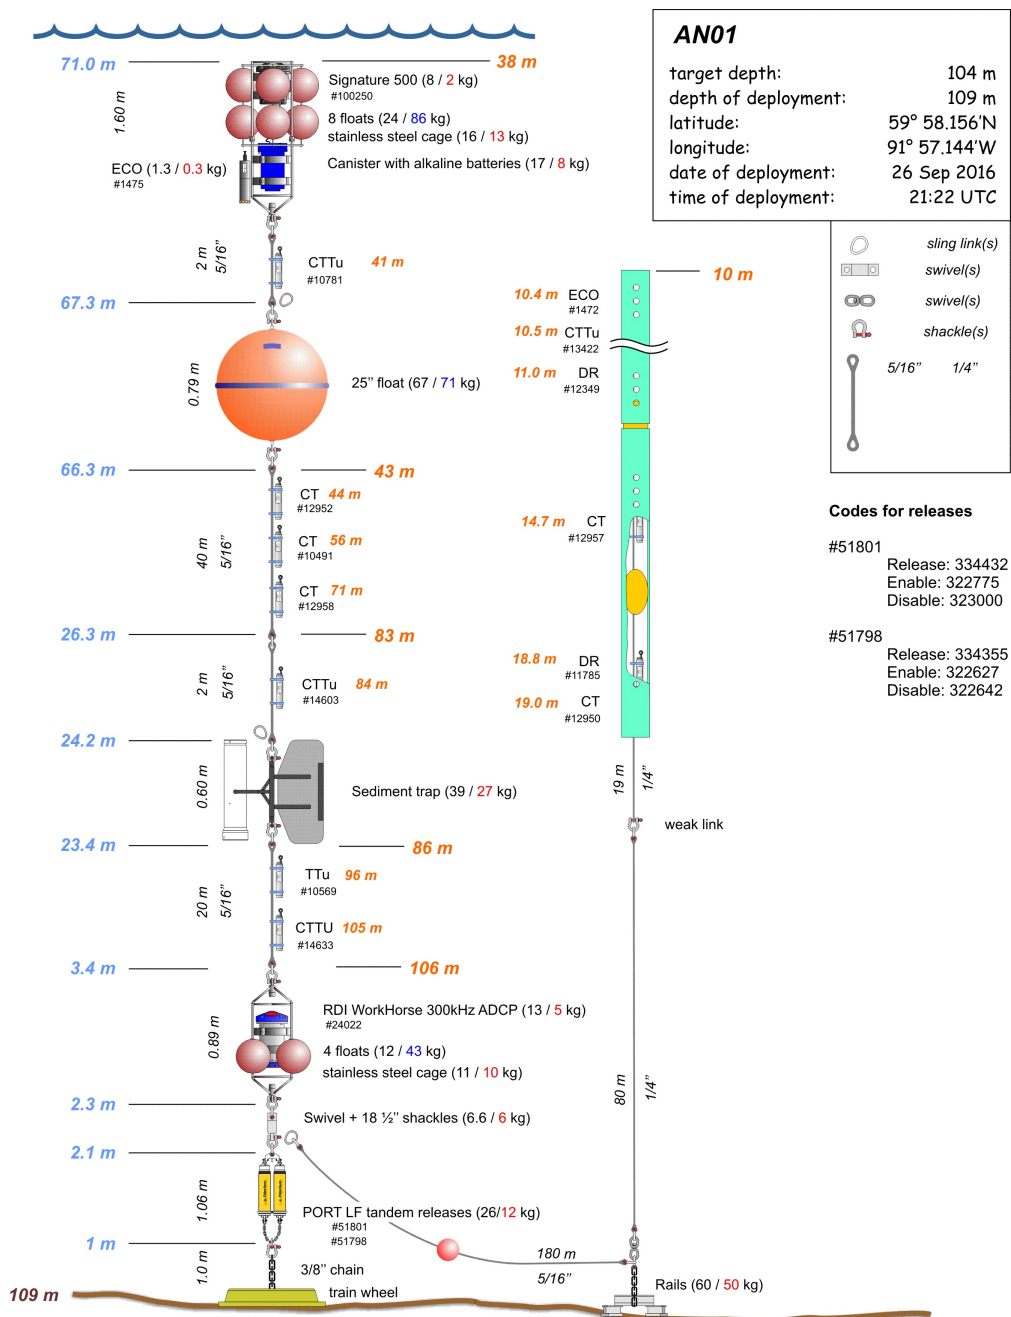 AN01
target depth: 104 m
depth of deployment: 109 m
latitude: 59° 58.156'N
longitude: 91° 57.144'W
date of deployment: 26 Sep 2016
time of deployment: 21:22 UTC
sling link(s)
swivel(s)
swivel(s)
shackle(s)
5/16” 1/4”
Codes for releases
#51801
Release: 334432
Enable: 322775
Disable: 323000
#51798
Release: 334355
Enable: 322627
Disable: 322642
71.0 m
38 m
1.60 m
Signature 500 (8 / 2 kg)
#100250
8 floats (24 / 86 kg)
stainless steel cage (16 / 13 kg)
Canister with alkaline batteries (17 / 8 kg)
ECO (1.3 / 0.3 kg)
#1475
2 m
5/16”
CTTu 41 m
#10781
67.3 m
0.79 m
25” float (67 / 71 kg)
66.3 m
43 m
CT 44 m
#12952
40 m
5/16”
CT 56 m
#10491
CT 71 m
#12958
26.3 m
83 m
2 m
5/16”
CTTu 84 m
#14603
24.2 m
0.60 m
Sediment trap (39 / 27 kg)
23.4 m
86 m
20 m
5/16”
TTu 96 m
#10569
CTTU 105 m
#14633
3.4 m
106 m
0.89 m
RDI WorkHorse 300kHz ADCP (13 / 5 kg)
#24022
4 floats (12 / 43 kg)
stainless steel cage (11 / 10 kg)
2.3 m
Swivel + 18 ½” shackles (6.6 / 6 kg)
2.1 m
1.06 m
PORT LF tandem releases (26/12 kg)
#51801
#51798
1 m
1.0 m
3/8” chain
train wheel
109 m
10 m
10.4 m ECO
#1472
10.5 m CTTu
#13422
11.0 m DR
#12349
14.7 m CT
#12957
18.8 m DR
#11785
19.0 m CT
#12950
19 m
1/4”
weak link
80 m
1/4”
180 m
5/16”
Rails (60 / 50 kg)